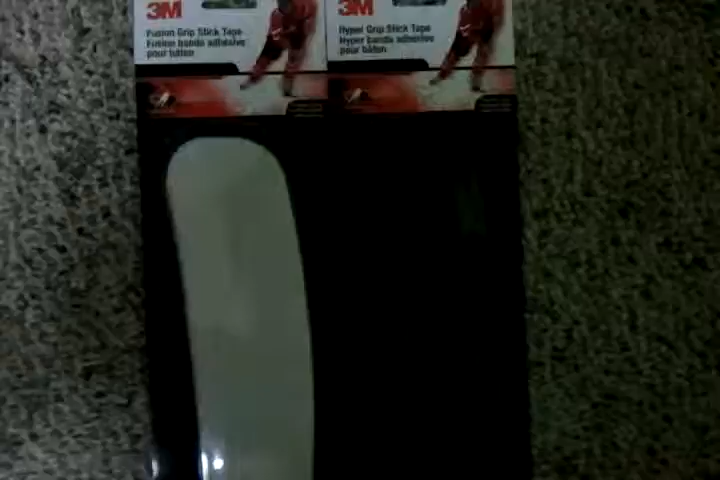 3M
Fusion Grip Stick Tape
Fusion bande adhésive
pour bâton
3M
Hyper Grip Stick Tape
Hyper bande adhésive
pour bâton